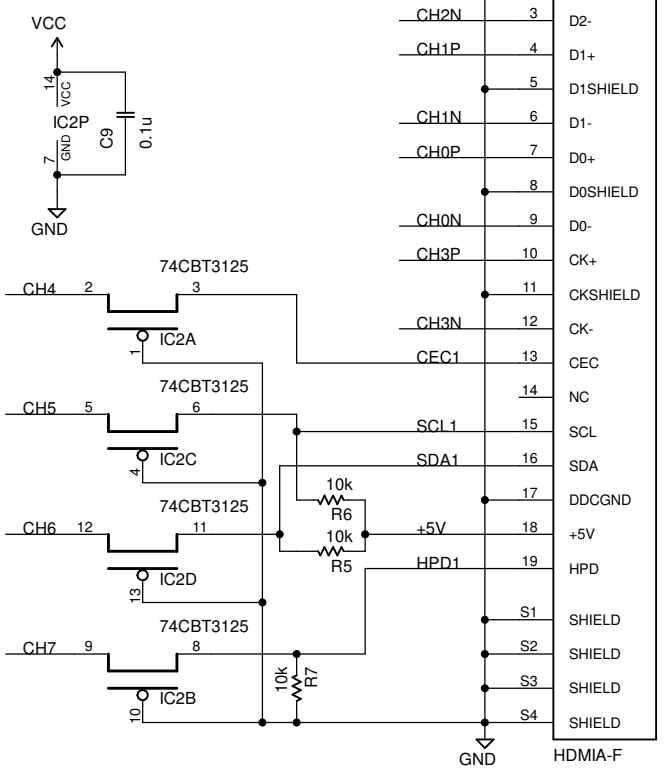 CH2N 3 D2-
VCC
CH1P 4 D1+
14 VCC
5 D1SHIELD
IC2P C9 0.1u
CH1N 6 D1-
7 GND
CH0P 7 D0+
8 D0SHIELD
GND
CH0N 9 D0-
CH3P 10 CK+
74CBT3125
CH4 2 3
11 CKSHIELD
CH3N 12 CK-
1 IC2A
CEC1 13 CEC
74CBT3125
14 NC
CH5 5 6
SCL1 15 SCL
4 IC2C
SDA1 16 SDA
10k
R6
17 DDCGND
74CBT3125
CH6 12 11
+5V 18 +5V
10k
R5
HPD1 19 HPD
13 IC2D
S1 SHIELD
74CBT3125
CH7 9 8
S2 SHIELD
10k R7
S3 SHIELD
10 IC2B
S4 SHIELD
GND
HDMIA-F